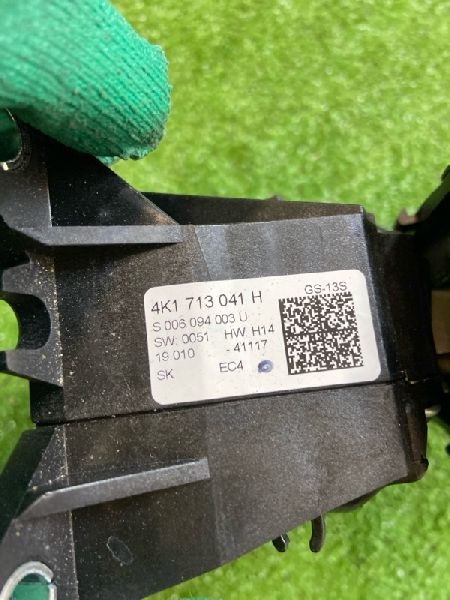 GS-13S
4K1 713 041 H
S 006 094 003 U
SW: 0051 HW: H14
19 010 - 41117
SK EC4